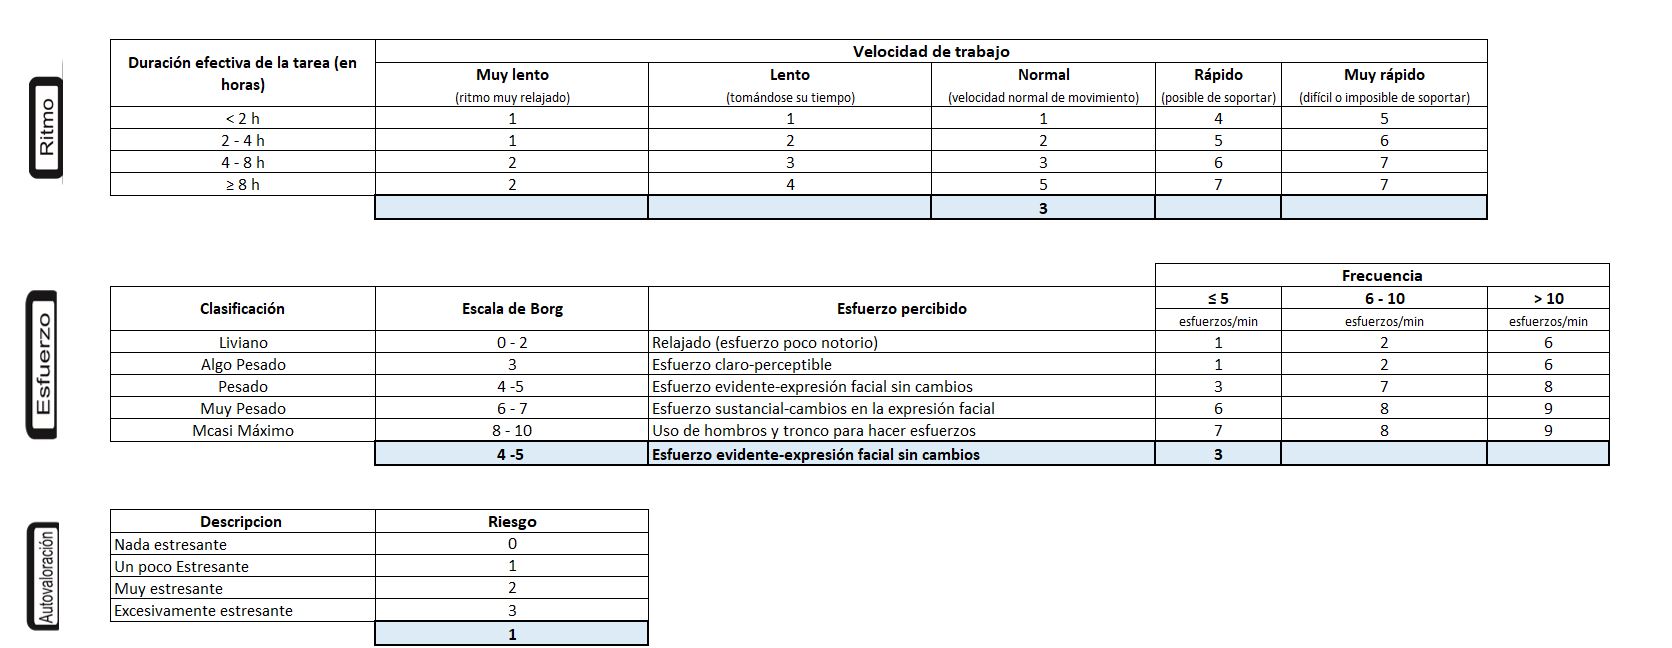 Ritmo
Duración efectiva de la tarea (en horas)
Velocidad de trabajo
Muy lento Lento Normal Rápido Muy rápido
(ritmo muy relajado) (tomándose su tiempo) (velocidad normal de movimiento) (posible de soportar) (difícil o imposible de soportar)
< 2 h 1 1 1 4 5
2 - 4 h 1 2 2 5 6
4 - 8 h 2 3 3 6 7
≥ 8 h 2 4 5 7 7
3
Esfuerzo
Frecuencia
Clasificación Escala de Borg Esfuerzo percibido ≤ 5 6 - 10 > 10
esfuerzos/min esfuerzos/min esfuerzos/min
Liviano 0 - 2 Relajado (esfuerzo poco notorio) 1 2 6
Algo Pesado 3 Esfuerzo claro-perceptible 1 2 6
Pesado 4 -5 Esfuerzo evidente-expresión facial sin cambios 3 7 8
Muy Pesado 6 - 7 Esfuerzo sustancial-cambios en la expresión facial 6 8 9
Mcasi Máximo 8 - 10 Uso de hombros y tronco para hacer esfuerzos 7 8 9
4 -5 Esfuerzo evidente-expresión facial sin cambios 3
Autovaloración
Descripcion Riesgo
Nada estresante 0
Un poco Estresante 1
Muy estresante 2
Excesivamente estresante 3
1